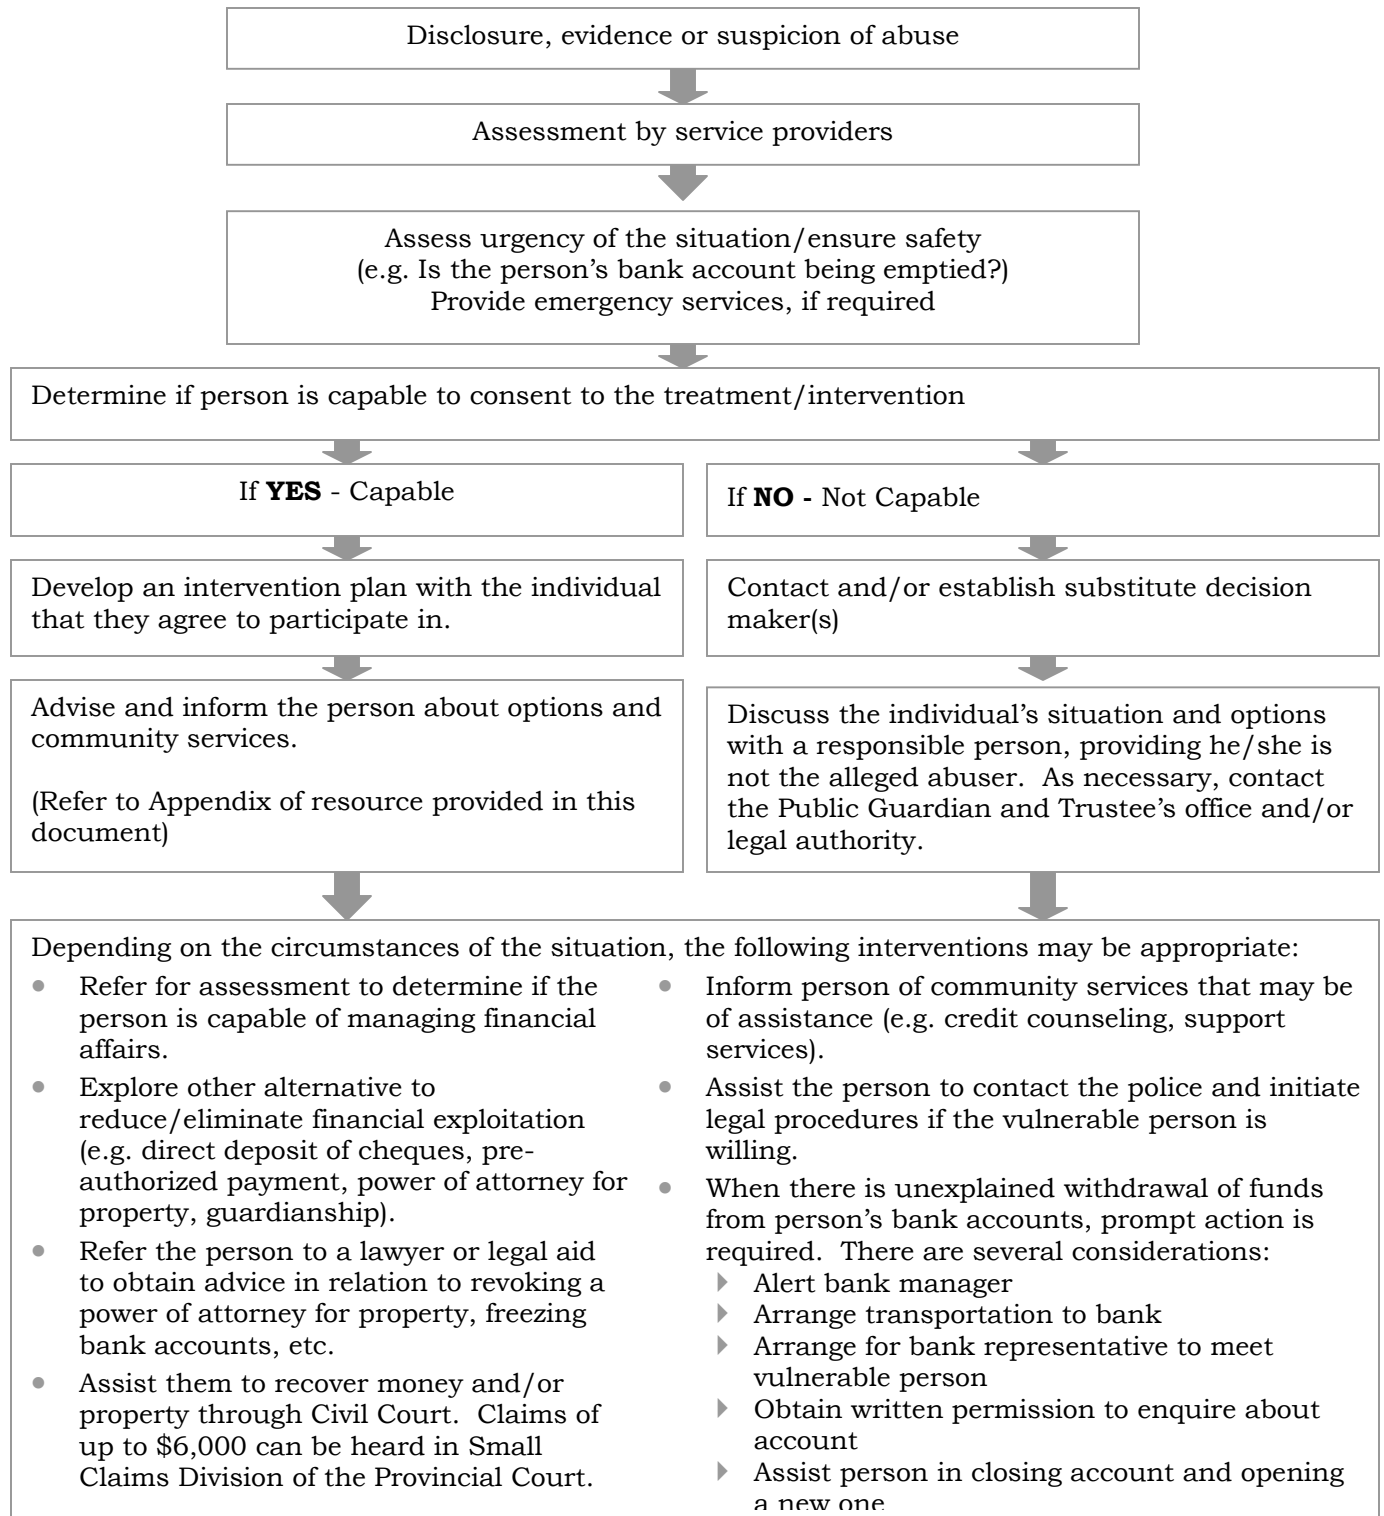 Disclosure, evidence or suspicion of abuse
Assessment by service providers
Assess urgency of the situation/ensure safety
(e.g. Is the person’s bank account being emptied?)
Provide emergency services, if required
Determine if person is capable to consent to the treatment/intervention
If YES - Capable
Develop an intervention plan with the individual
that they agree to participate in.
Advise and inform the person about options and
community services.
(Refer to Appendix of resource provided in this
document)
If NO - Not Capable
Contact and/or establish substitute decision
maker(s)
Discuss the individual’s situation and options
with a responsible person, providing he/she is
not the alleged abuser.  As necessary, contact
the Public Guardian and Trustee’s office and/or
legal authority.
Depending on the circumstances of the situation, the following interventions may be appropriate:
• Refer for assessment to determine if the
person is capable of managing financial
affairs.
• Explore other alternative to
reduce/eliminate financial exploitation
(e.g. direct deposit of cheques, pre-
authorized payment, power of attorney for
property, guardianship).
• Refer the person to a lawyer or legal aid
to obtain advice in relation to revoking a
power of attorney for property, freezing
bank accounts, etc.
• Assist them to recover money and/or
property through Civil Court.  Claims of
up to $6,000 can be heard in Small
Claims Division of the Provincial Court.
• Inform person of community services that may be
of assistance (e.g. credit counseling, support
services).
• Assist the person to contact the police and initiate
legal procedures if the vulnerable person is
willing.
• When there is unexplained withdrawal of funds
from person’s bank accounts, prompt action is
required.  There are several considerations:
Alert bank manager
Arrange transportation to bank
Arrange for bank representative to meet
vulnerable person
Obtain written permission to enquire about
account
Assist person in closing account and opening
a new one